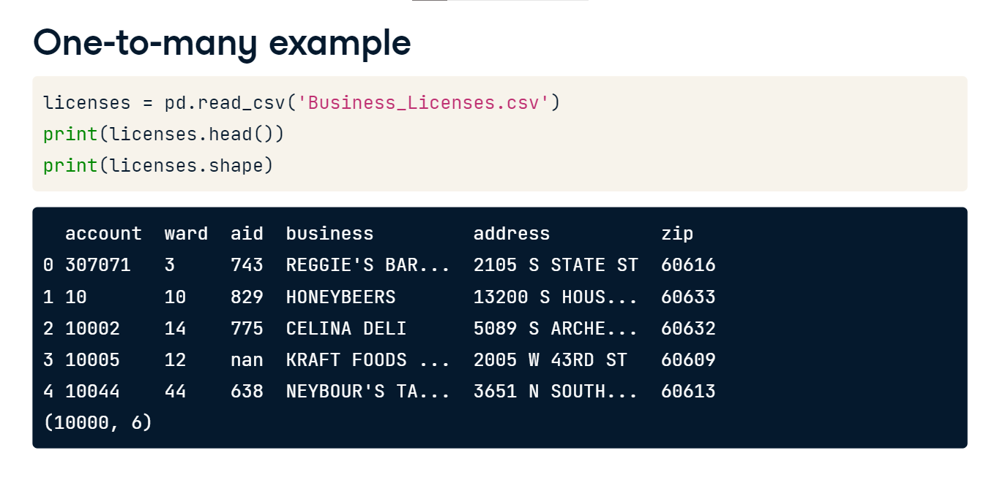 One-to-many example
licenses = pd.read_csv('Business_Licenses.csv')
print(licenses.head())
print(licenses.shape)
  account  ward  aid  business         address          zip
0 307071   3     743  REGGIE'S BAR...  2105 S STATE ST  60616
1 10       10    829  HONEYBEERS       13200 S HOUS...  60633
2 10002    14    775  CELINA DELI      5089 S ARCHE...  60632
3 10005    12    nan  KRAFT FOODS ...  2005 W 43RD ST   60609
4 10044    44    638  NEYBOUR'S TA...  3651 N SOUTH...  60613
(10000, 6)